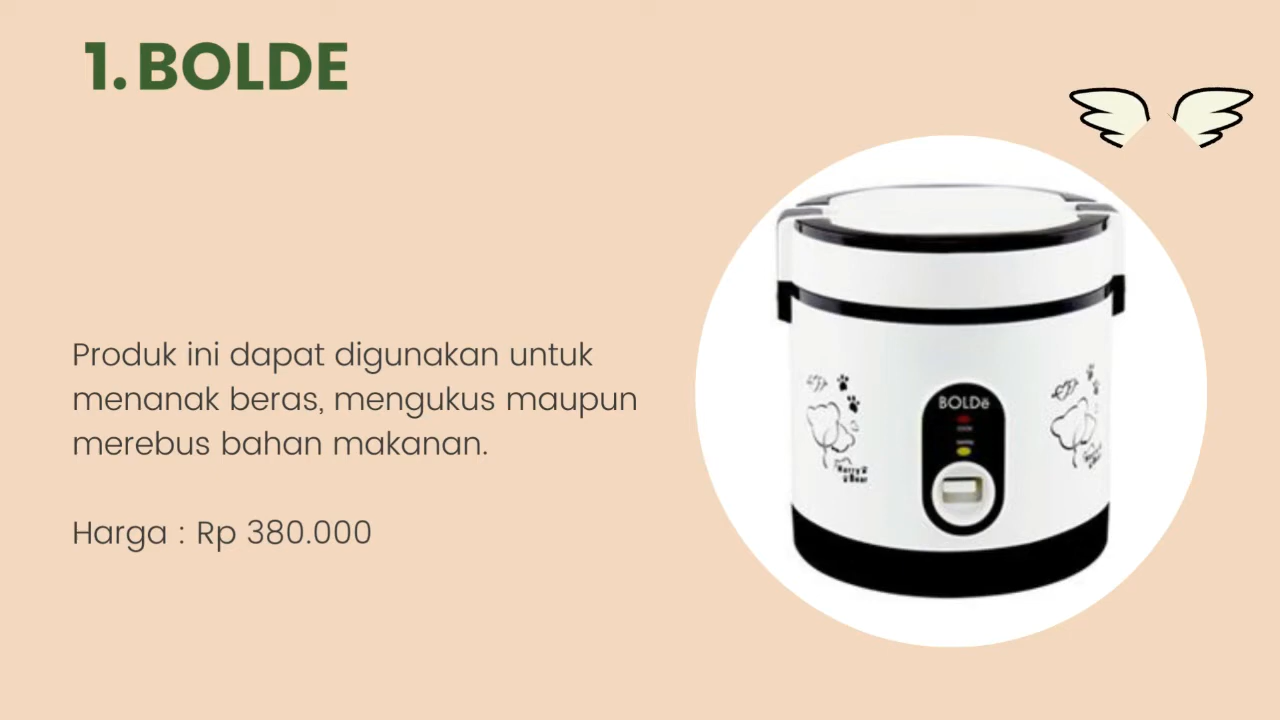 1. BOLDE
Produk ini dapat digunakan untuk
menanak beras, mengukus maupun
merebus bahan makanan.
Harga : Rp 380.000
BOLDe